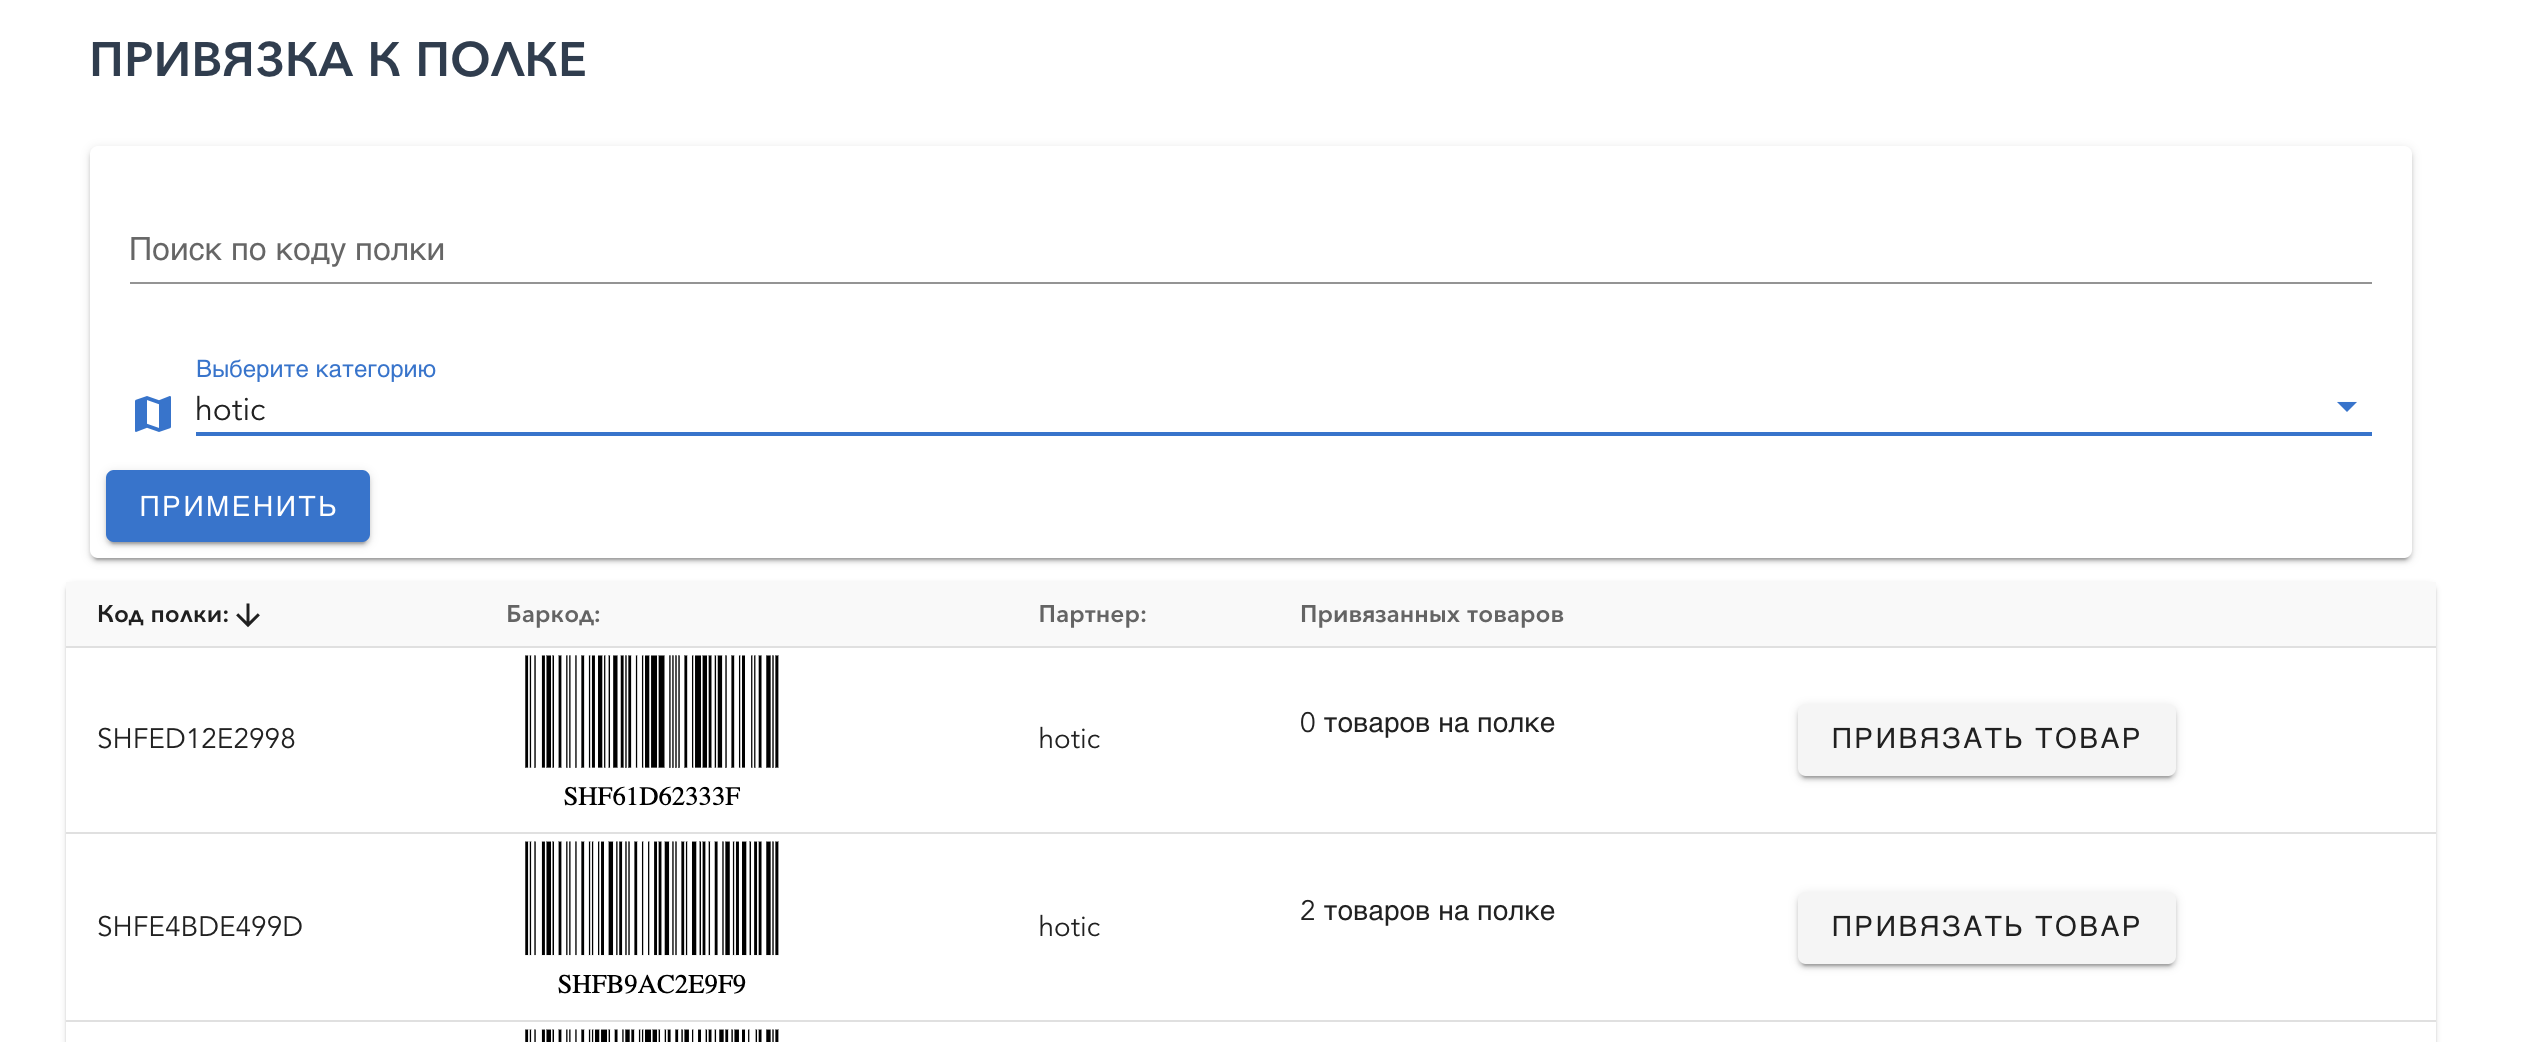 ПРИВЯЗКА К ПОЛКЕ
Поиск по коду полки
Выберите категорию
hotic
ПРИМЕНИТЬ
Код полки: Баркод: Партнер: Привязанных товаров
SHFED12E2998 hotic 0 товаров на полке ПРИВЯЗАТЬ ТОВАР
SHF61D62333F
SHFE4BDE499D hotic 2 товаров на полке ПРИВЯЗАТЬ ТОВАР
SHFB9AC2E9F9